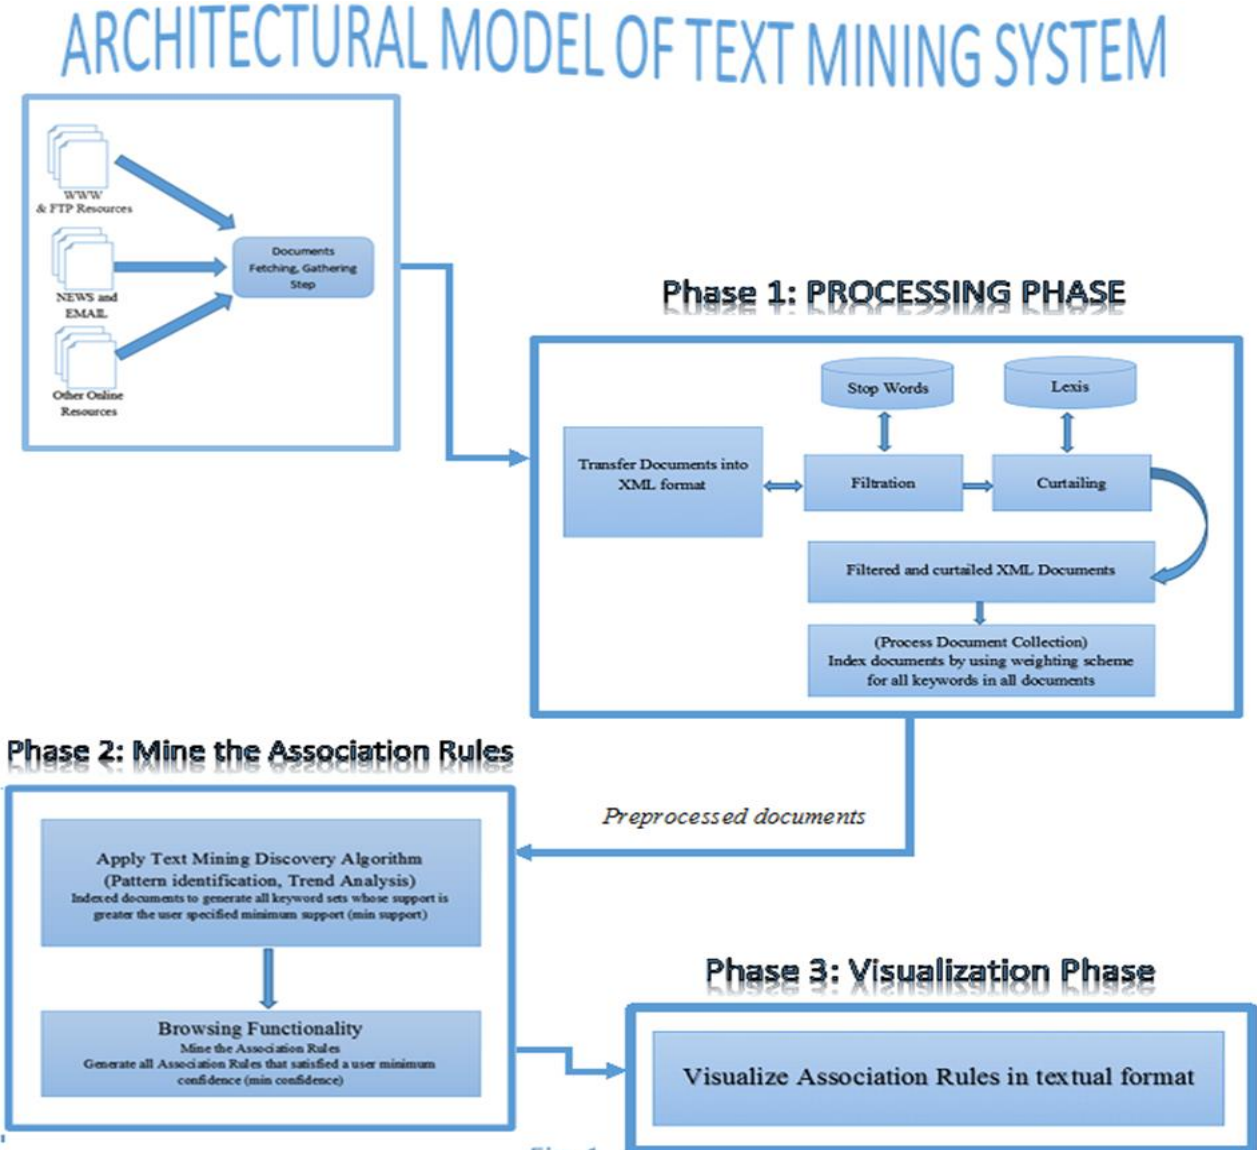 ARCHITECTURAL MODEL OF TEXT MINING SYSTEM
WWW
& FTP Resources
NEWS and
EMAIL
Other Online
Resources
Documents
Fetching, Gathering
Step
Phase 1: PROCESSING PHASE
Stop Words
Lexis
Transfer Documents into
XML format
Filtration
Curtailing
Filtered and curtailed XML Documents
(Process Document Collection)
Index documents by using weighting scheme
for all keywords in all documents
Phase 2: Mine the Association Rules
Preprocessed documents
Apply Text Mining Discovery Algorithm
(Pattern identification, Trend Analysis)
Indexed documents to generate all keyword sets whose support is
greater the user specified minimum support (min support)
Browsing Functionality
Mine the Association Rules
Generate all Association Rules that satisfied a user minimum
confidence (min confidence)
Phase 3: Visualization Phase
Visualize Association Rules in textual format